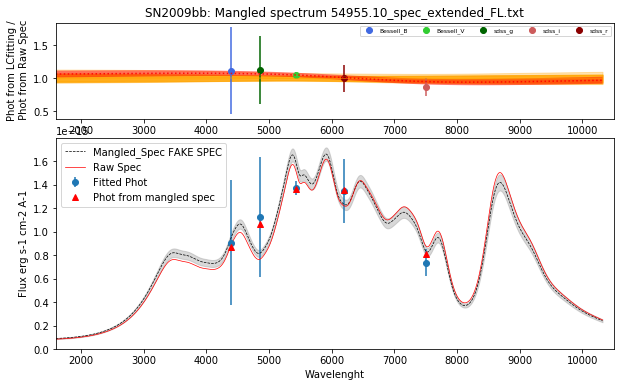 SN2009bb: Mangled spectrum 54955.10_spec_extended_FL.txt
Phot from LCfitting /
Phot from Raw Spec
1.5
1.0
0.5
Bessell_B
Bessell_V
sdss_g
sdss_i
sdss_r
2000 3000 4000 5000 6000 7000 8000 9000 10000
1e-15
Flux erg s-1 cm-2 A-1
1.6
1.4
1.2
1.0
0.8
0.6
0.4
0.2
0.0
Mangled_Spec FAKE SPEC
Raw Spec
Fitted Phot
Phot from mangled spec
2000 3000 4000 5000 6000 7000 8000 9000 10000
Wavelenght